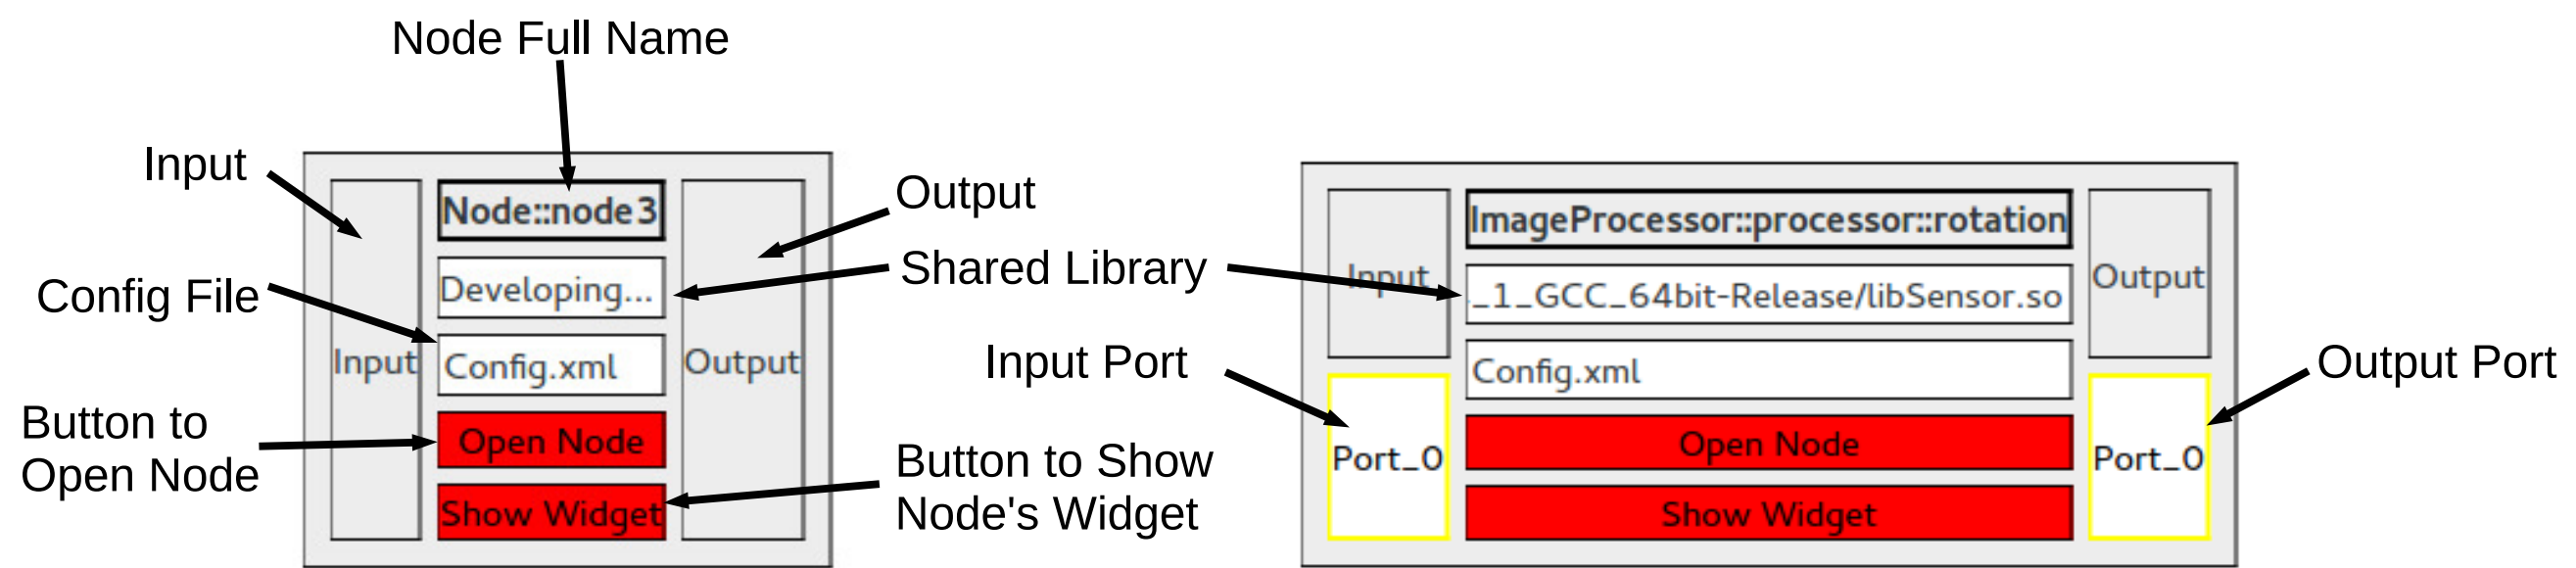 Node Full Name
Input
Config File
Button to
Open Node
Input
Node::node3
Developing...
Config.xml
Open Node
Show Widget
Output
Output
Shared Library
Input Port
Button to Show
Node's Widget
Input
Port_0
ImageProcessor::processor::rotation
_1_GCC_64bit-Release/libSensor.so
Config.xml
Open Node
Show Widget
Output
Port_0
Output Port